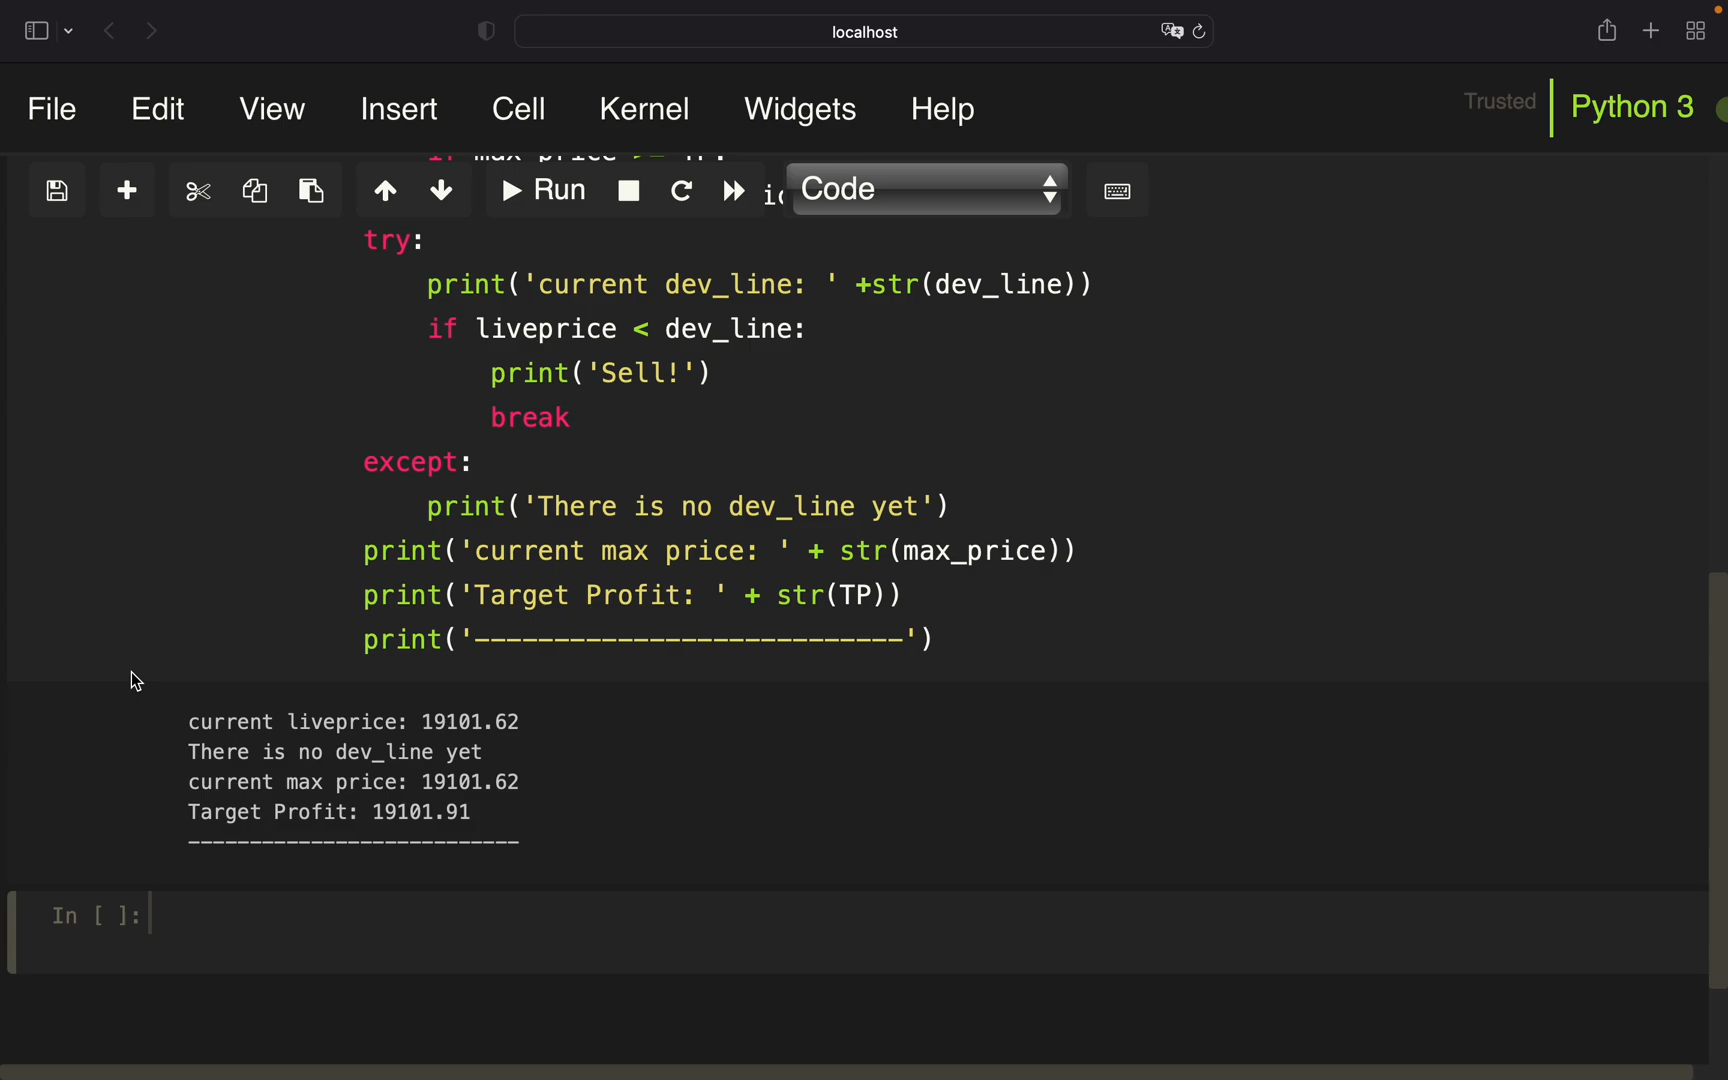 localhost
File Edit View Insert Cell Kernel Widgets Help Trusted Python 3
Run Code
try:
print('current dev_line: ' +str(dev_line))
if liveprice < dev_line:
print('Sell!')
break
except:
print('There is no dev_line yet')
print('current max price: ' + str(max_price))
print('Target Profit: ' + str(TP))
print('---------------------------')
current liveprice: 19101.62
There is no dev_line yet
current max price: 19101.62
Target Profit: 19101.91
---------------------------
In [ ]: